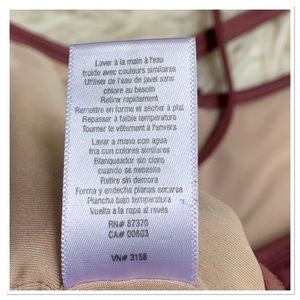 Laver à la main à l'eau
froide avec couleurs similaires
Utiliser de l'eau de javel sans
chlore au besoin
Retirer rapidement
Remettre en forme et sécher à plat
Repasser à faible température
Tourner le vêtement à l'envers
Lavar a mano con agua
fria con colores similares
Blanqueador sin cloro
cuando se necesite
Retire sin demora
Forma y endecha planas secarse
Plancha bajo temperatura
Vuelta a la ropa al revés
RN# 87370
CA# 00803
VN# 3158